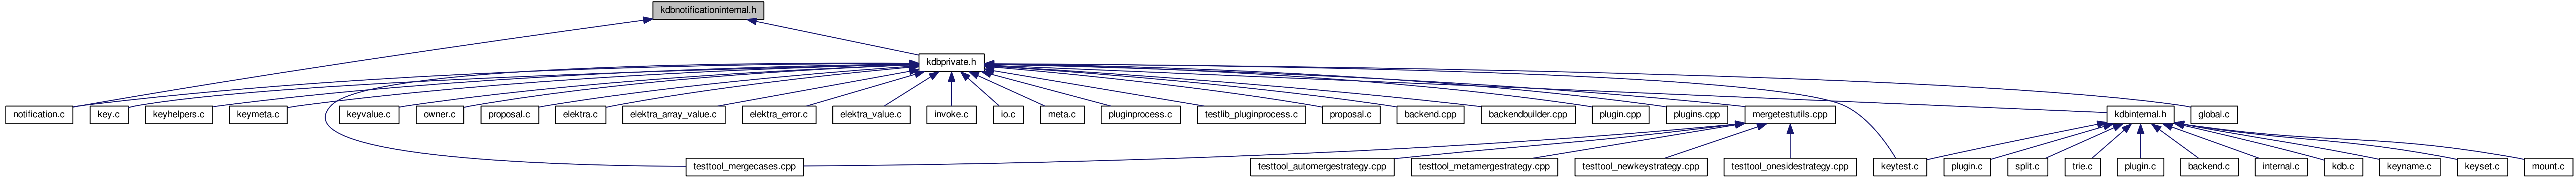 kdbnotificationinternal.h
kdbprivate.h
notification.c
key.c
keyhelpers.c
keymeta.c
keyvalue.c
owner.c
proposal.c
elektra.c
elektra_array_value.c
elektra_error.c
elektra_value.c
invoke.c
io.c
meta.c
pluginprocess.c
testlib_pluginprocess.c
proposal.c
backend.cpp
backendbuilder.cpp
plugin.cpp
plugins.cpp
mergetestutils.cpp
kdbinternal.h
global.c
testtool_mergecases.cpp
testtool_automergestrategy.cpp
testtool_metamergestrategy.cpp
testtool_newkeystrategy.cpp
testtool_onesidestrategy.cpp
keytest.c
plugin.c
split.c
trie.c
plugin.c
backend.c
internal.c
kdb.c
keyname.c
keyset.c
mount.c